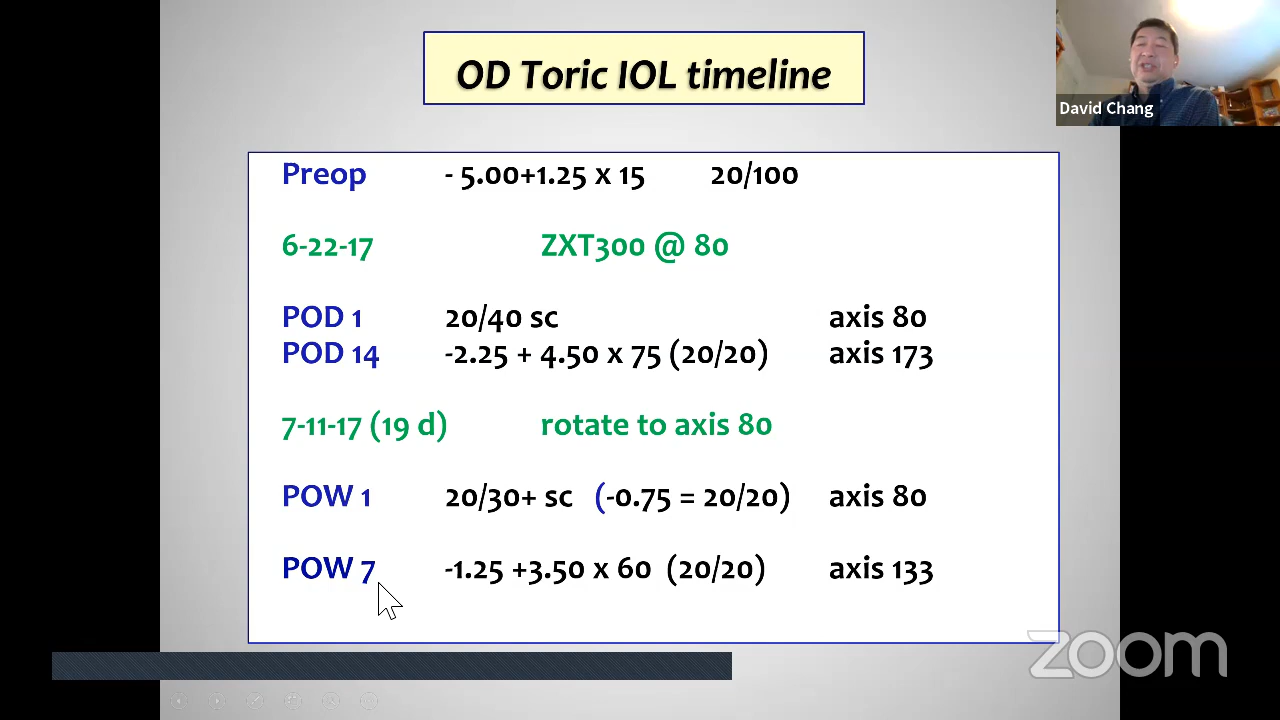 OD Toric IOL timeline
David Chang
Preop - 5.00+1.25 x 15 20/100
6-22-17 ZXT300 @ 80
POD 1 20/40 sc axis 80
POD 14 -2.25 + 4.50 x 75 (20/20) axis 173
7-11-17 (19 d) rotate to axis 80
POW 1 20/30+ sc (-0.75 = 20/20) axis 80
POW 7 -1.25 +3.50 x 60 (20/20) axis 133
zoom